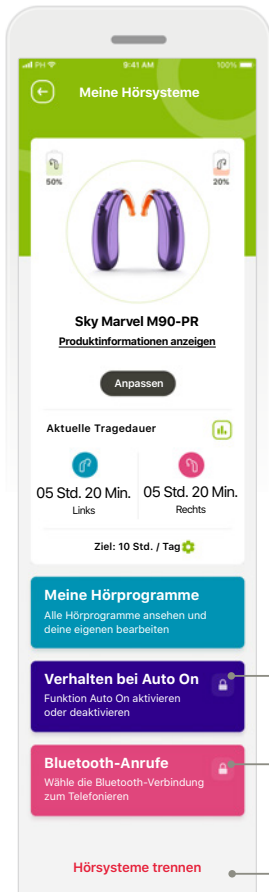 PH 9:41 AM 100%
Meine Hörsysteme
50% 20%
Sky Marvel M90-PR
Produktinformationen anzeigen
Anpassen
Aktuelle Tragedauer
05 Std. 20 Min. 05 Std. 20 Min.
Links Rechts
Ziel: 10 Std. / Tag
Meine Hörprogramme
Alle Hörprogramme ansehen und
deine eigenen bearbeiten
Verhalten bei Auto On
Funktion Auto On aktivieren
oder deaktivieren
Bluetooth-Anrufe
Wähle die Bluetooth-Verbindung
zum Telefonieren
Hörsysteme trennen